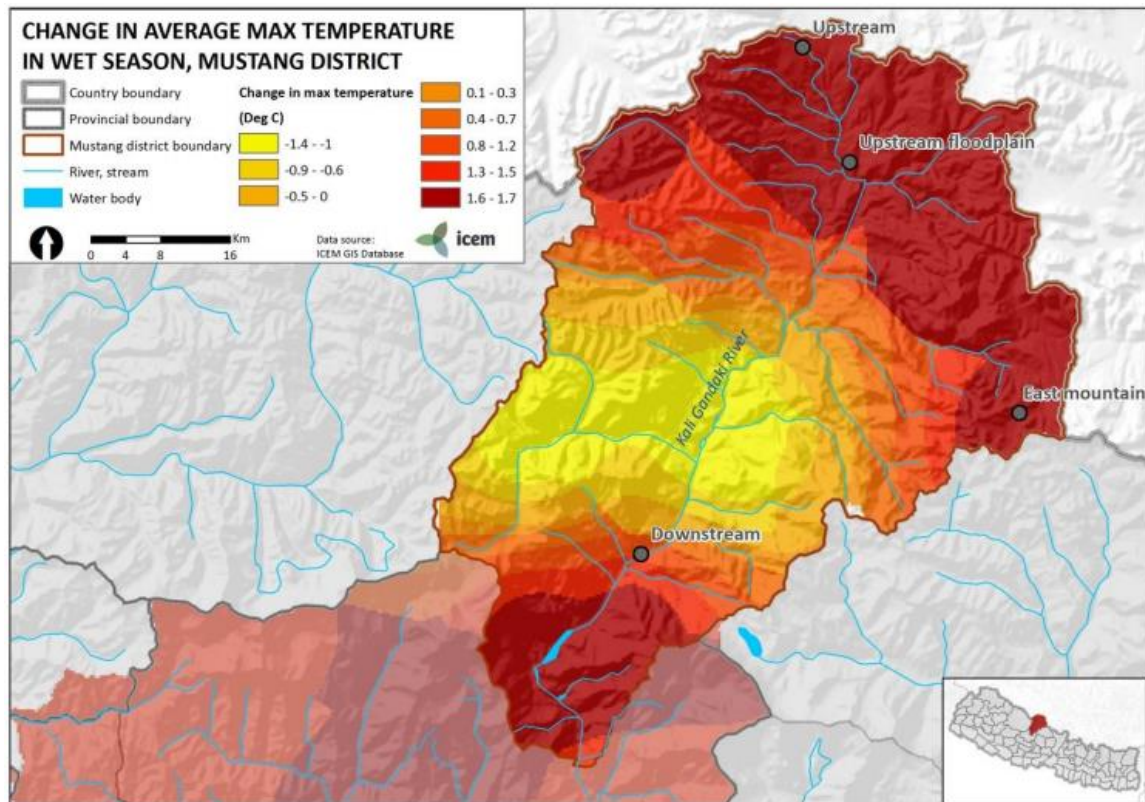 CHANGE IN AVERAGE MAX TEMPERATURE
IN WET SEASON, MUSTANG DISTRICT
Country boundary
Provincial boundary
Mustang district boundary
River, stream
Water body
Change in max temperature
(Deg C)
-1.4 - -1
-0.9 - -0.6
-0.5 - 0
0.1 - 0.3
0.4 - 0.7
0.8 - 1.2
1.3 - 1.5
1.6 - 1.7
Km
0 4 8 16
Data source:
ICEM GIS Database
icem
Upstream
Upstream floodplain
Kali Gandaki River
East mountain
Downstream